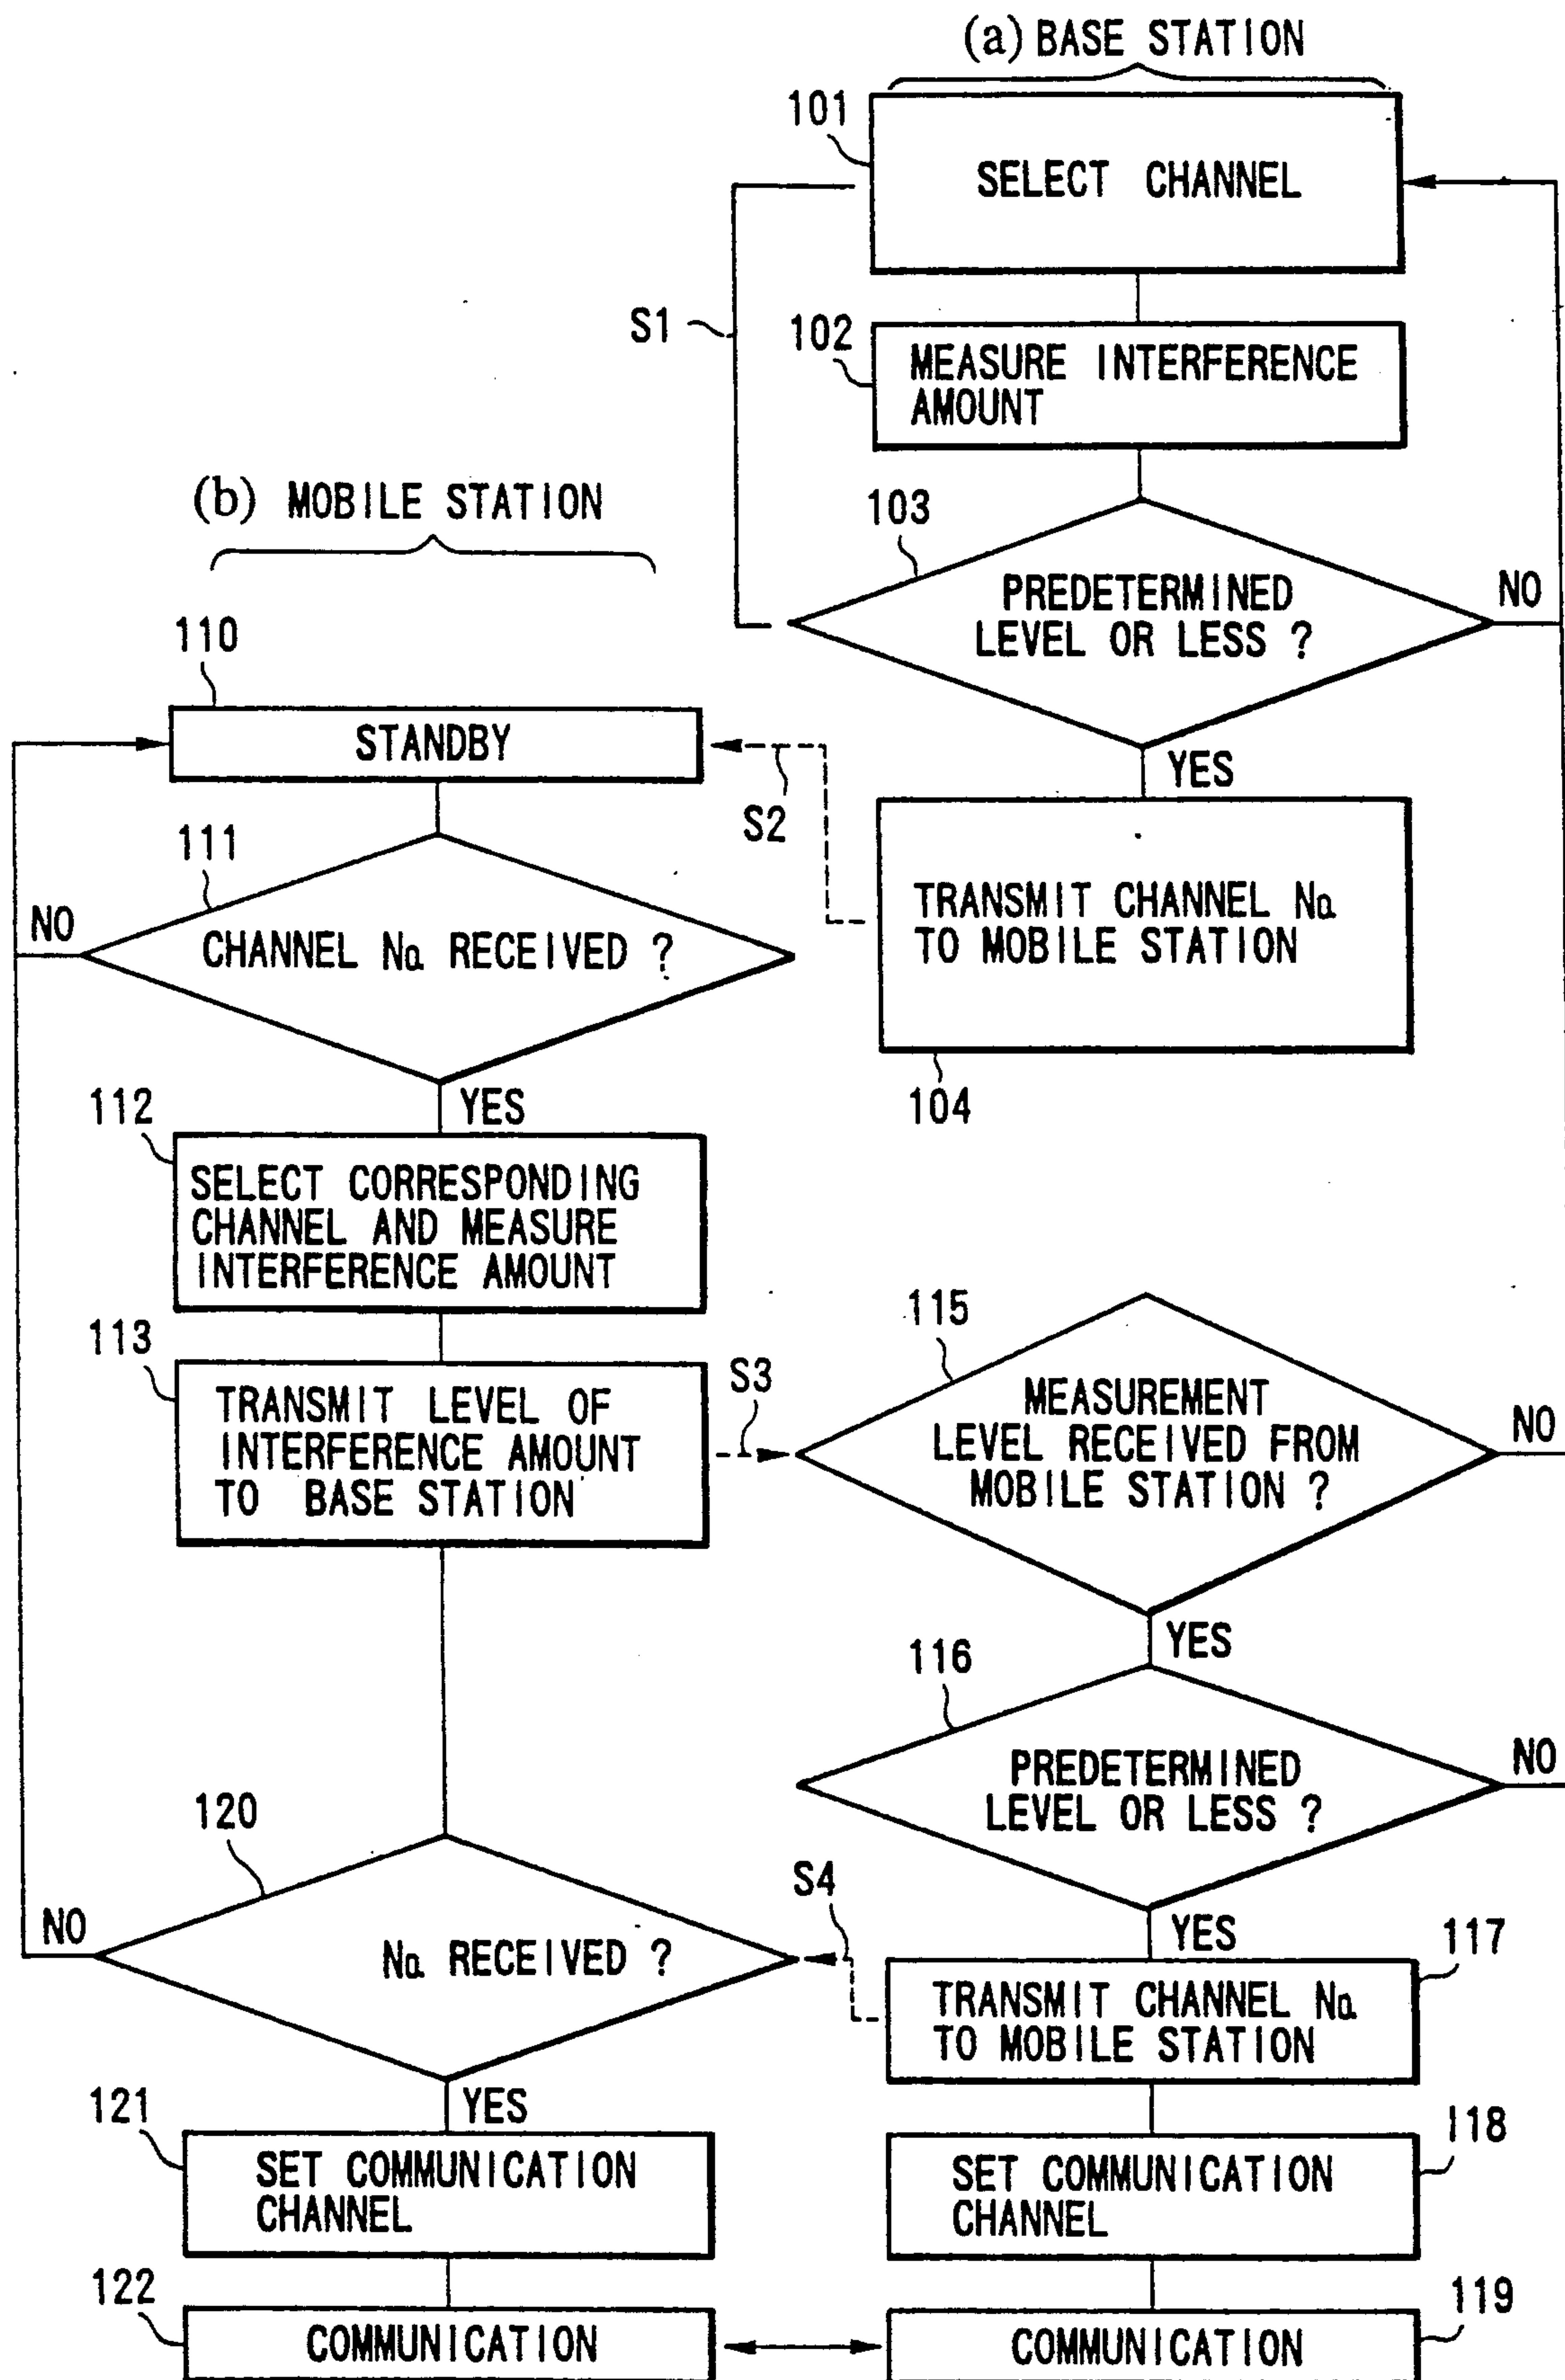 (a) BASE STATION
101
SELECT CHANNEL
S1
102
MEASURE INTERFERENCE
AMOUNT
(b) MOBILE STATION
103
PREDETERMINED
LEVEL OR LESS ?
NO
110
STANDBY
YES
S2
111
NO
CHANNEL No. RECEIVED ?
TRANSMIT CHANNEL No.
TO MOBILE STATION
104
YES
112
SELECT CORRESPONDING
CHANNEL AND MEASURE
INTERFERENCE AMOUNT
113
TRANSMIT LEVEL OF
INTERFERENCE AMOUNT
TO BASE STATION
S3
115
MEASUREMENT
LEVEL RECEIVED FROM
MOBILE STATION ?
NO
YES
116
PREDETERMINED
LEVEL OR LESS ?
NO
120
NO
No. RECEIVED ?
S4
YES
117
TRANSMIT CHANNEL No.
TO MOBILE STATION
YES
121
SET COMMUNICATION
CHANNEL
118
SET COMMUNICATION
CHANNEL
122
COMMUNICATION
119
COMMUNICATION